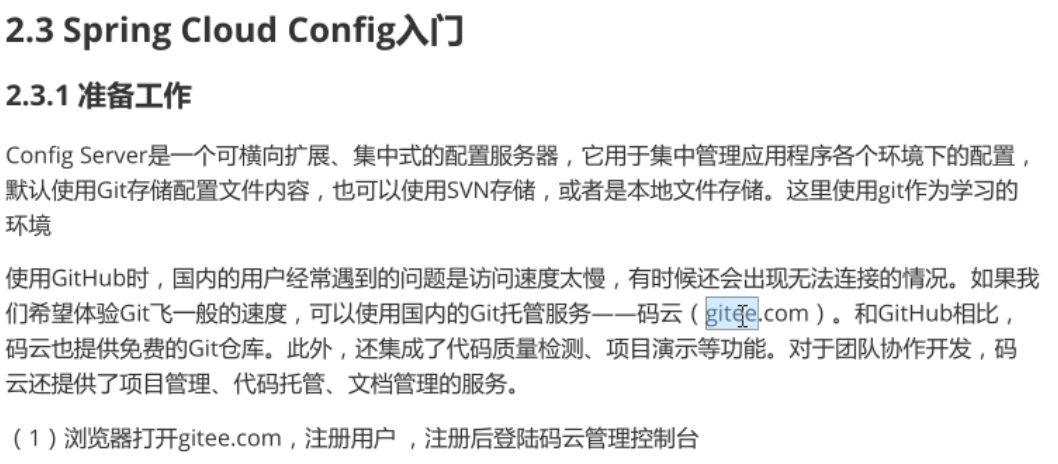 2.3 Spring Cloud Config入门
2.3.1 准备工作
Config Server是一个可横向扩展、集中式的配置服务器，它用于集中管理应用程序各个环境下的配置，
默认使用Git存储配置文件内容，也可以使用SVN存储，或者是本地文件存储。这里使用git作为学习的
环境
使用GitHub时，国内的用户经常遇到的问题是访问速度太慢，有时候还会出现无法连接的情况。如果我
们希望体验Git飞一般的速度，可以使用国内的Git托管服务——码云（gitee.com）。和GitHub相比，
码云也提供免费的Git仓库。此外，还集成了代码质量检测、项目演示等功能。对于团队协作开发，码
云还提供了项目管理、代码托管、文档管理的服务。
（1）浏览器打开gitee.com，注册用户 ，注册后登陆码云管理控制台